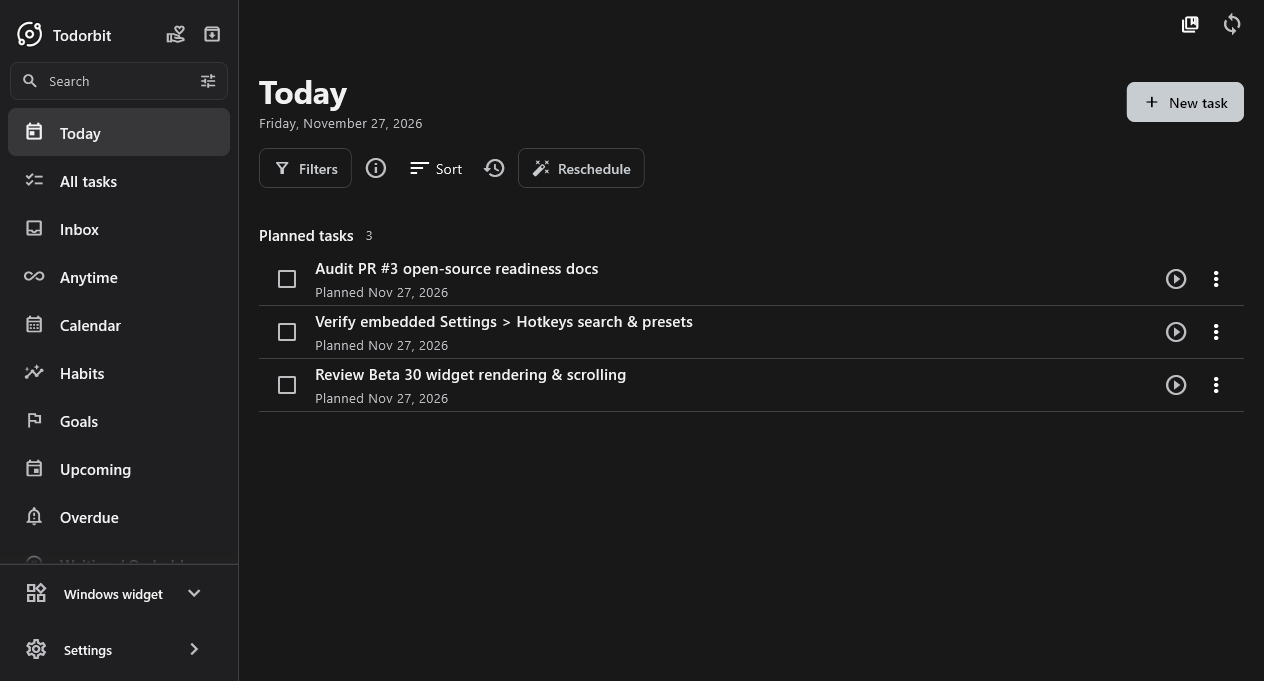 Todorbit
Search
Today
All tasks
Inbox
Anytime
Calendar
Habits
Goals
Upcoming
Overdue
Windows widget
Settings
Today
Friday, November 27, 2026
New task
Filters
Sort
Reschedule
Planned tasks 3
Audit PR #3 open-source readiness docs
Planned Nov 27, 2026
Verify embedded Settings > Hotkeys search & presets
Planned Nov 27, 2026
Review Beta 30 widget rendering & scrolling
Planned Nov 27, 2026